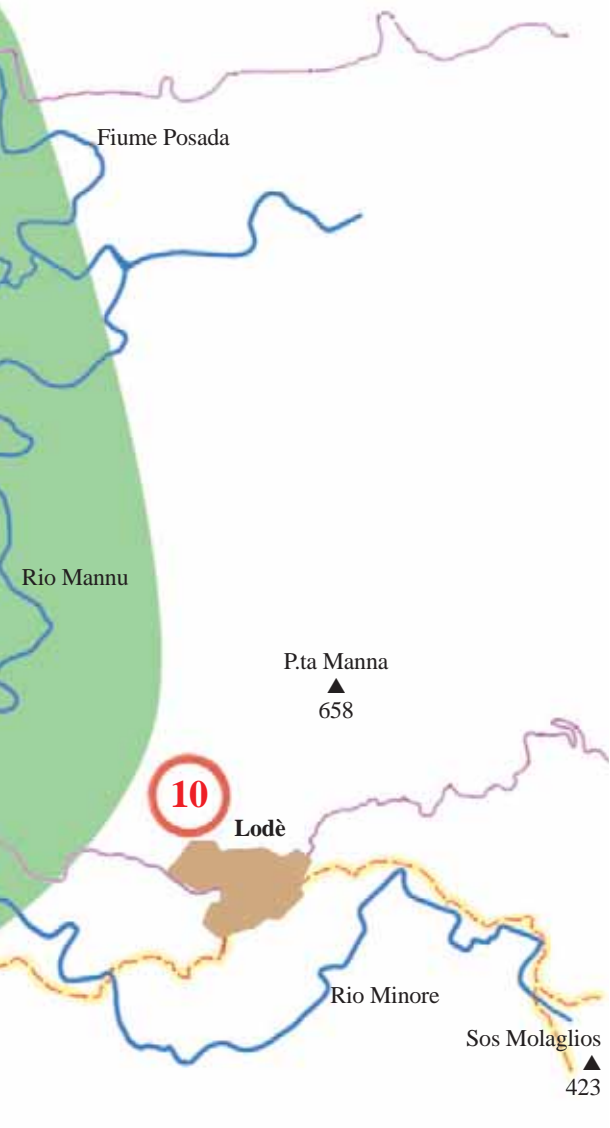 Fiume Posada
Rio Mannu
P.ta Manna
658
10
Lodè
Rio Minore
Sos Molaglios
423